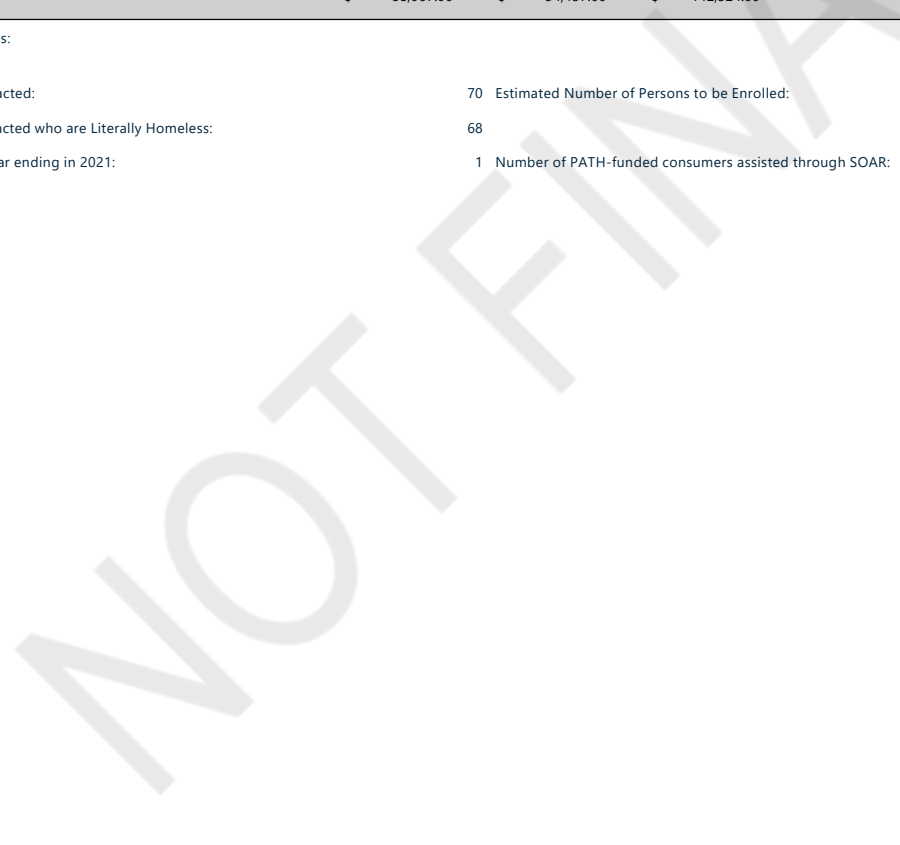 s:
acted: 70 Estimated Number of Persons to be Enrolled:
acted who are Literally Homeless: 68
ar ending in 2021: 1 Number of PATH-funded consumers assisted through SOAR:
NOT FINA